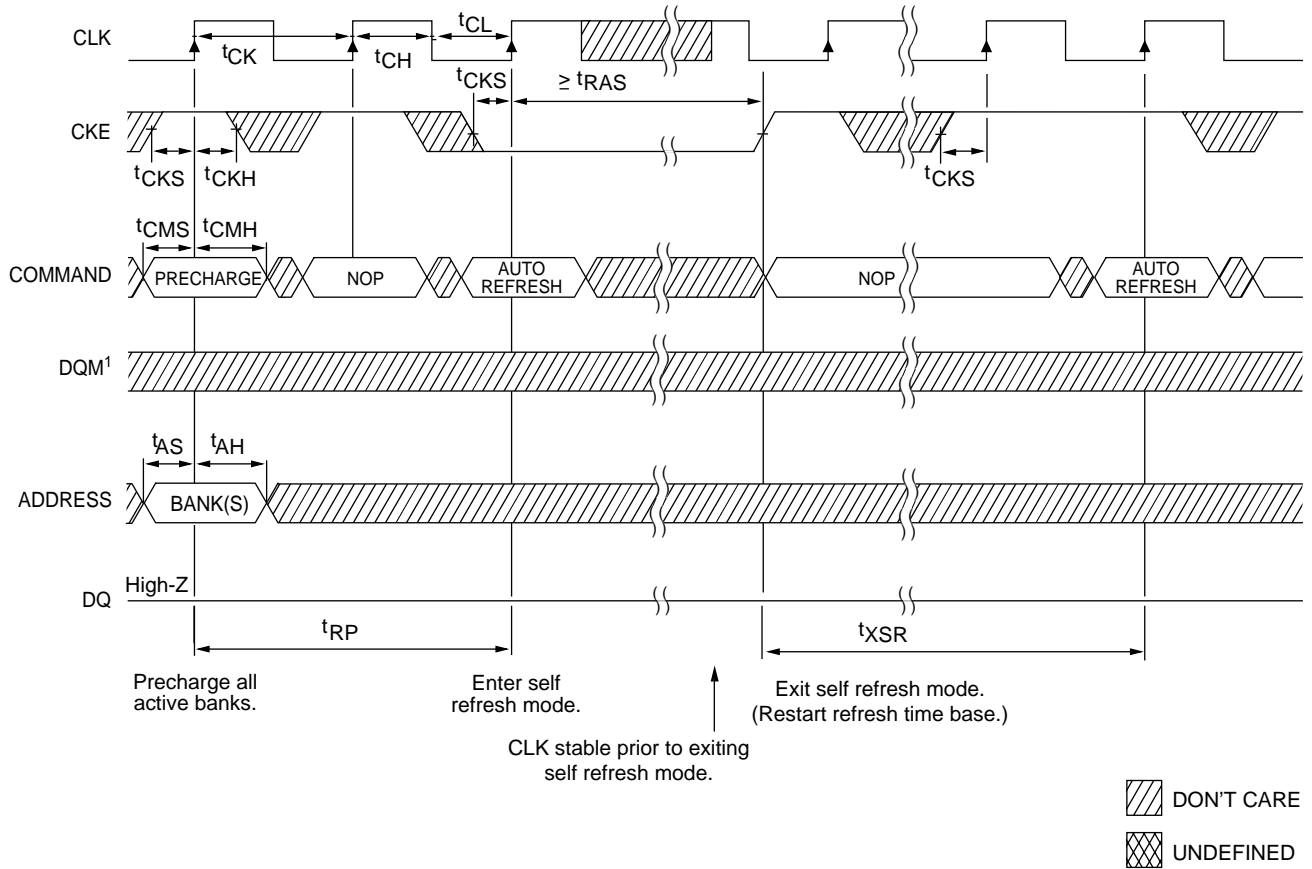 CLK
tCK
tCH
tCL
tCKS
≥ tRAS
CKE
tCKS
tCKH
tCKS
tCMS
tCMH
COMMAND
PRECHARGE
NOP
AUTO
REFRESH
NOP
AUTO
REFRESH
DQM1
tAS
tAH
ADDRESS
BANK(S)
High-Z
DQ
tRP
tXSR
Precharge all
active banks.
Enter self
refresh mode.
Exit self refresh mode.
(Restart refresh time base.)
CLK stable prior to exiting
self refresh mode.
DON'T CARE
UNDEFINED